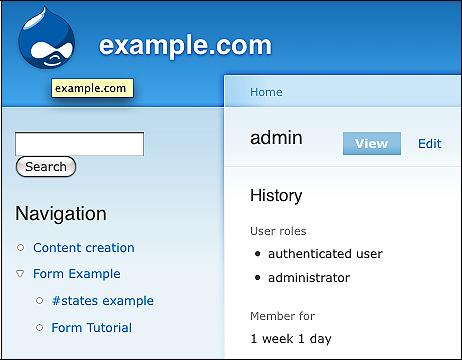 example.com
example.com
Search
Navigation
Content creation
Form Example
#states example
Form Tutorial
Home
admin View Edit
History
User roles
authenticated user
administrator
Member for
1 week 1 day